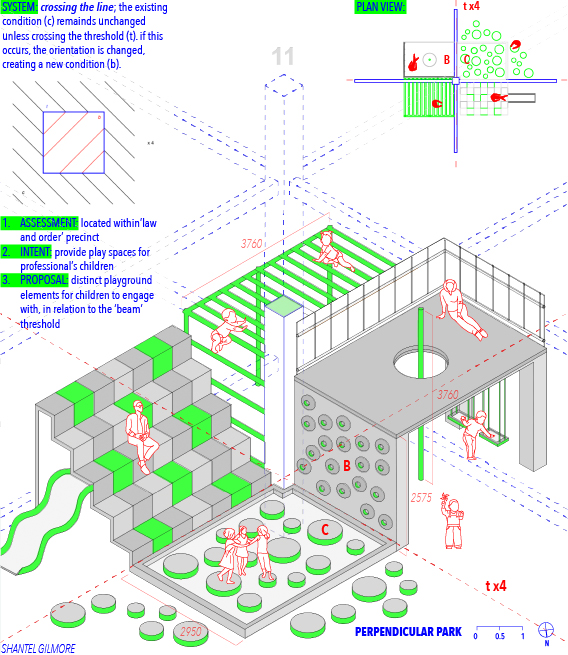 SYSTEM: crossing the line; the existing
condition (c) remains unchanged
unless crossing the threshold (t). if this
occurs, the orientation is changed,
creating a new condition (b).
PLAN VIEW:
t x4
B
C
11
x 4
1. ASSESSMENT: located within'law
and order' precinct
2. INTENT: provide play spaces for
professional's children
3. PROPOSAL: distinct playground
elements for children to engage
with, in relation to the 'beam'
threshold
3760
3760
B
2575
C
t x4
2950
PERPENDICULAR PARK
0 0.5 1
N
SHANTEL GILMORE